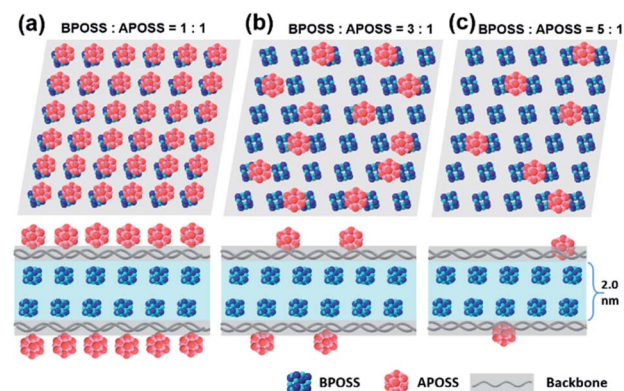 (a) BPOSS : APOSS = 1 : 1
(b) BPOSS : APOSS = 3 : 1
(c) BPOSS : APOSS = 5 : 1
2.0
nm
BPOSS
APOSS
Backbone